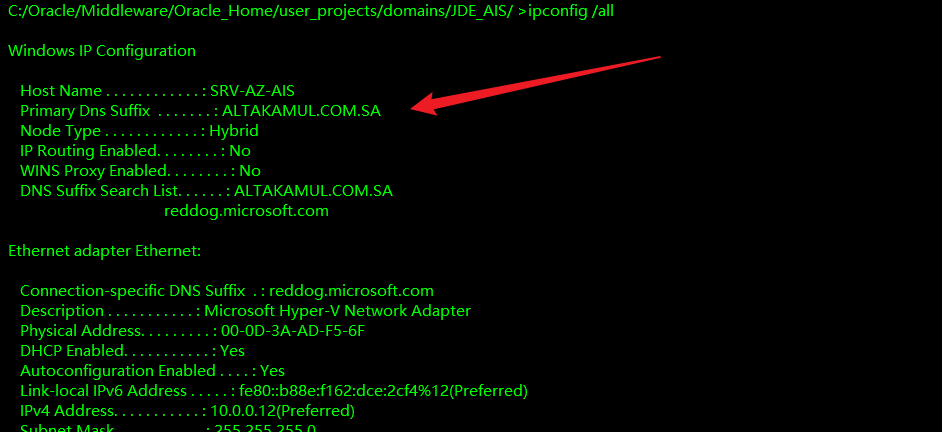 C:/Oracle/Middleware/Oracle_Home/user_projects/domains/JDE_AIS/ >ipconfig /all
Windows IP Configuration
Host Name . . . . . . . . . . . . : SRV-AZ-AIS
Primary Dns Suffix . . . . . . . : ALTAKAMUL.COM.SA
Node Type . . . . . . . . . . . . : Hybrid
IP Routing Enabled. . . . . . . . : No
WINS Proxy Enabled. . . . . . . . : No
DNS Suffix Search List. . . . . . : ALTAKAMUL.COM.SA
reddog.microsoft.com
Ethernet adapter Ethernet:
Connection-specific DNS Suffix . : reddog.microsoft.com
Description . . . . . . . . . . . : Microsoft Hyper-V Network Adapter
Physical Address. . . . . . . . . : 00-0D-3A-AD-F5-6F
DHCP Enabled. . . . . . . . . . . : Yes
Autoconfiguration Enabled . . . . : Yes
Link-local IPv6 Address . . . . . : fe80::b88e:f162:dce:2cf4%12(Preferred)
IPv4 Address. . . . . . . . . . . : 10.0.0.12(Preferred)
Subnet Mask . . . . . . . . . . . : 255.255.255.0